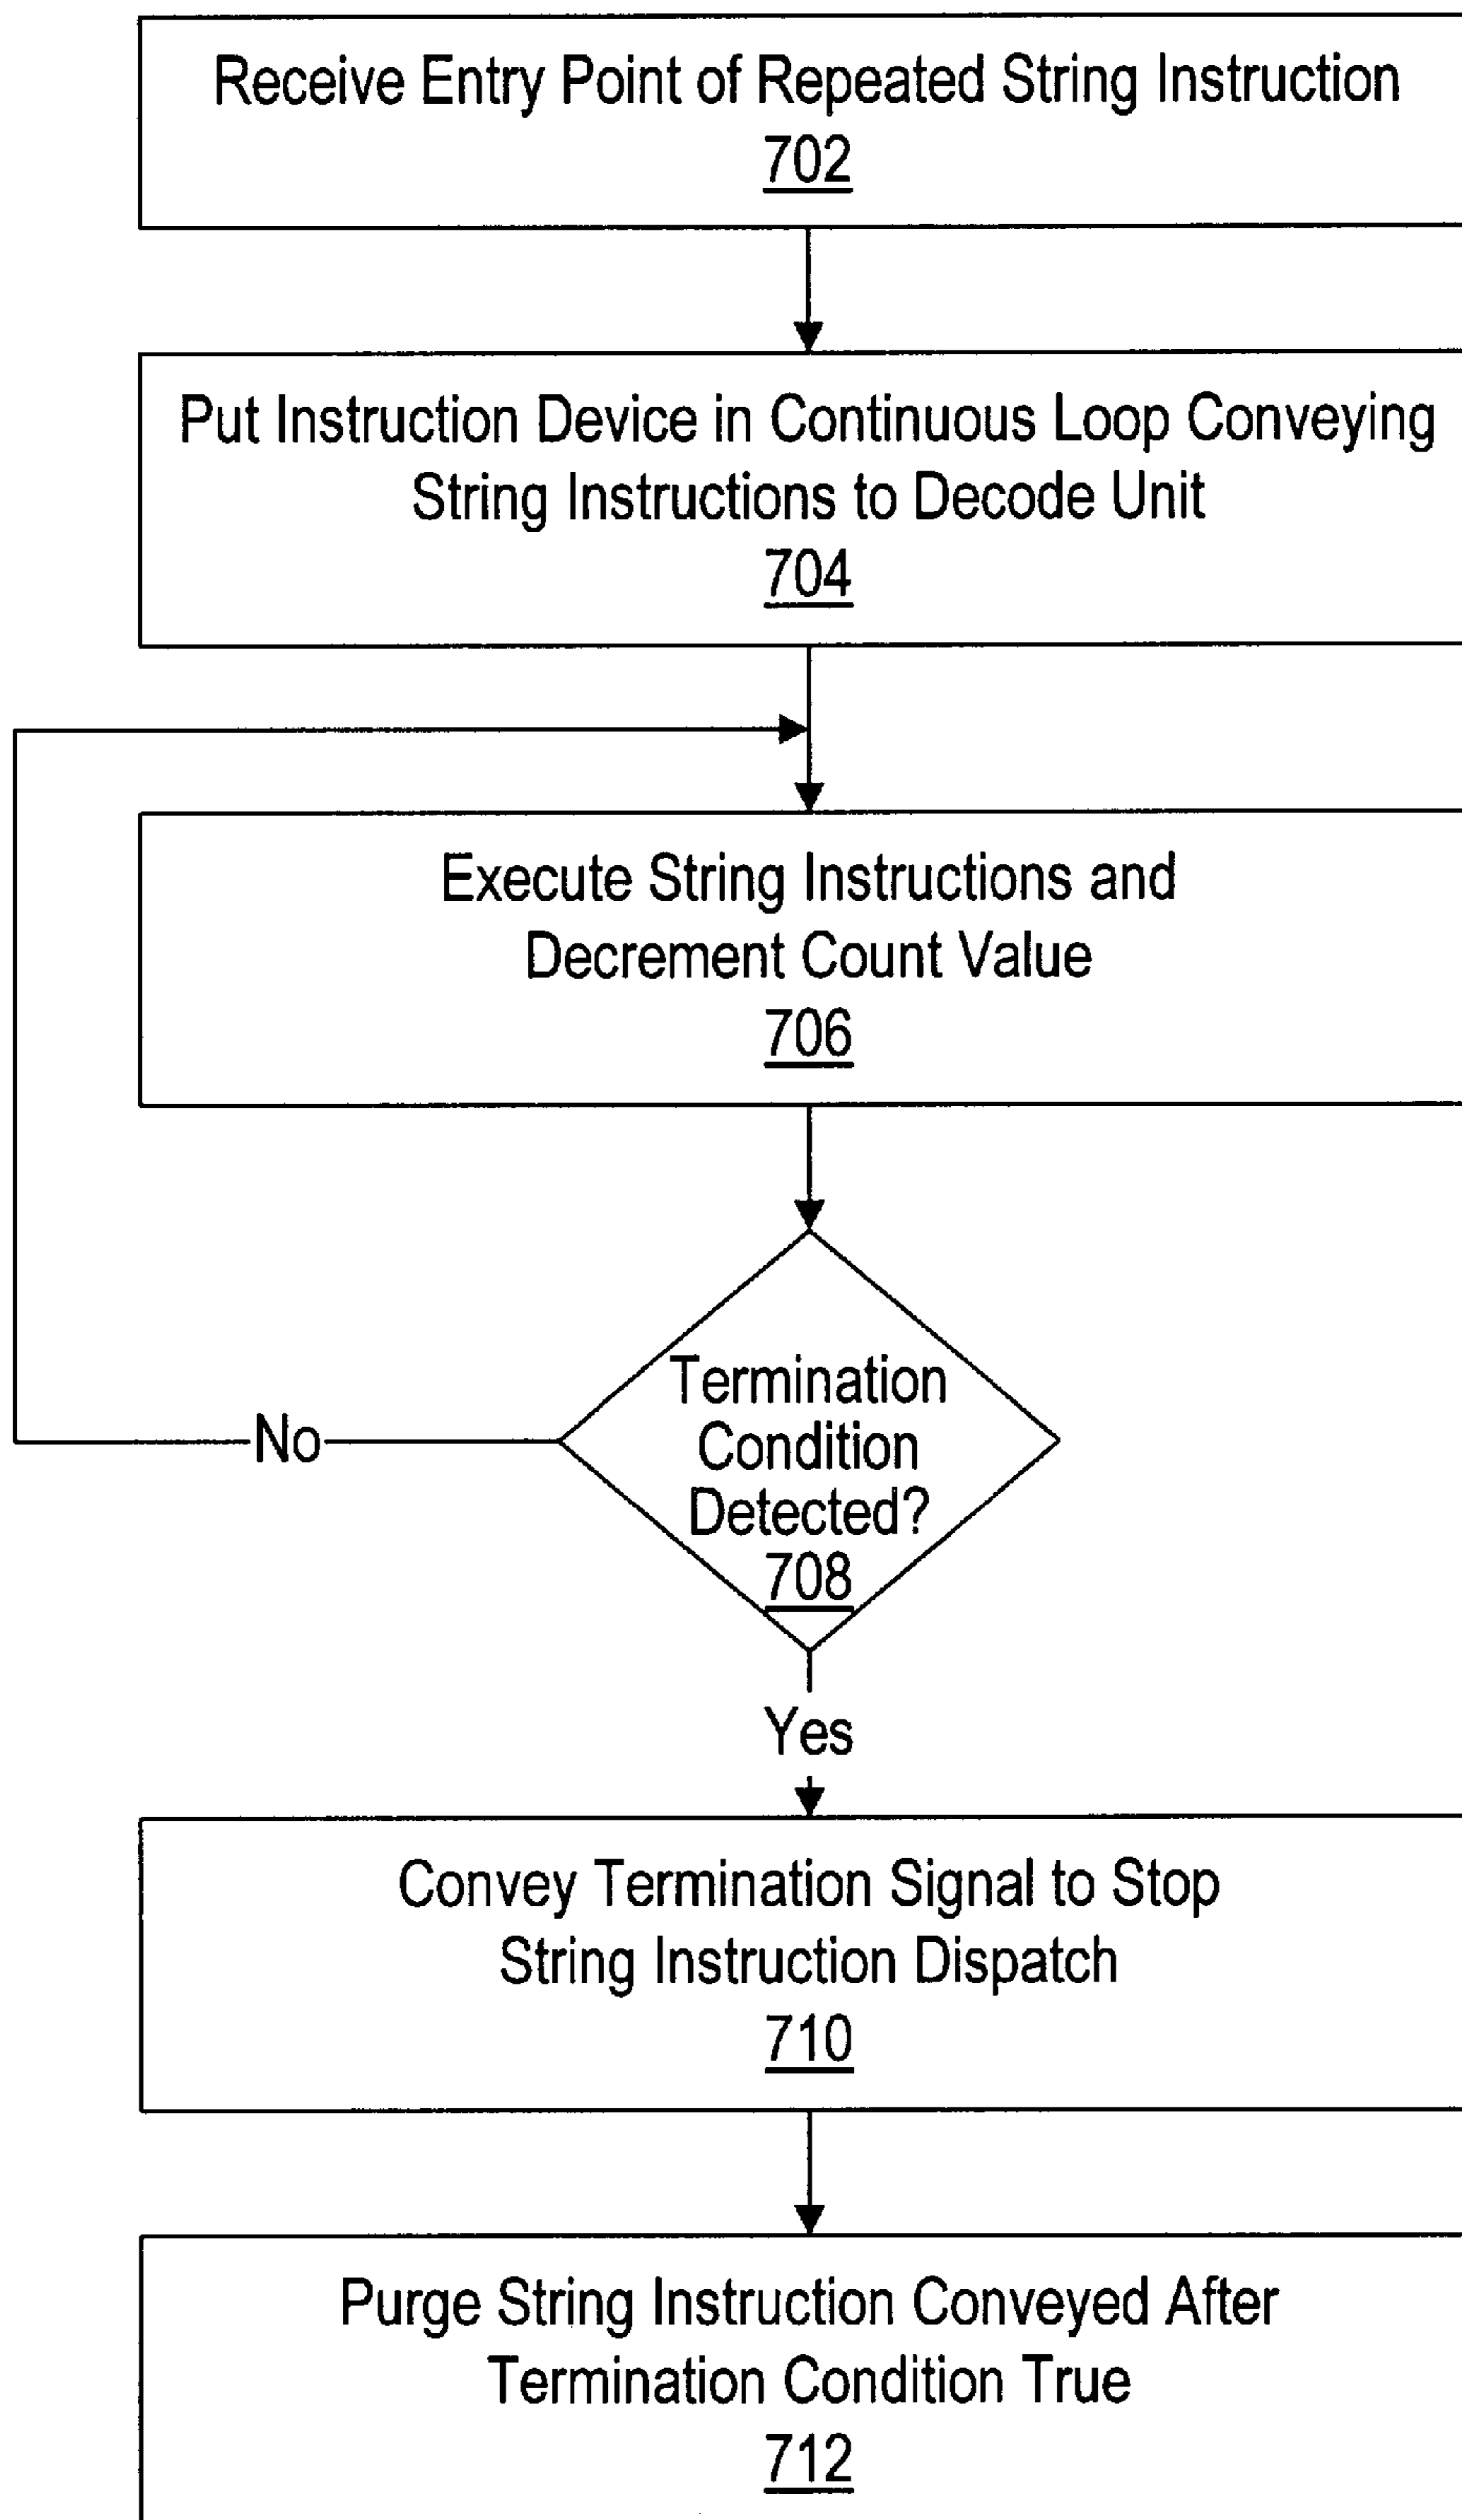 Receive Entry Point of Repeated String Instruction
702
Put Instruction Device in Continuous Loop Conveying
String Instructions to Decode Unit
704
Execute String Instructions and
Decrement Count Value
706
Termination
Condition
Detected?
708
No
Yes
Convey Termination Signal to Stop
String Instruction Dispatch
710
Purge String Instruction Conveyed After
Termination Condition True
712